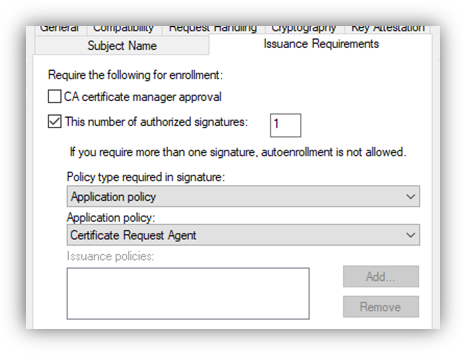 General Compatibility Request Handling Cryptography Key Attestation
Subject Name Issuance Requirements
Require the following for enrollment:
CA certificate manager approval
This number of authorized signatures: 1
If you require more than one signature, autoenrollment is not allowed.
Policy type required in signature:
Application policy
Application policy:
Certificate Request Agent
Issuance policies:
Add...
Remove